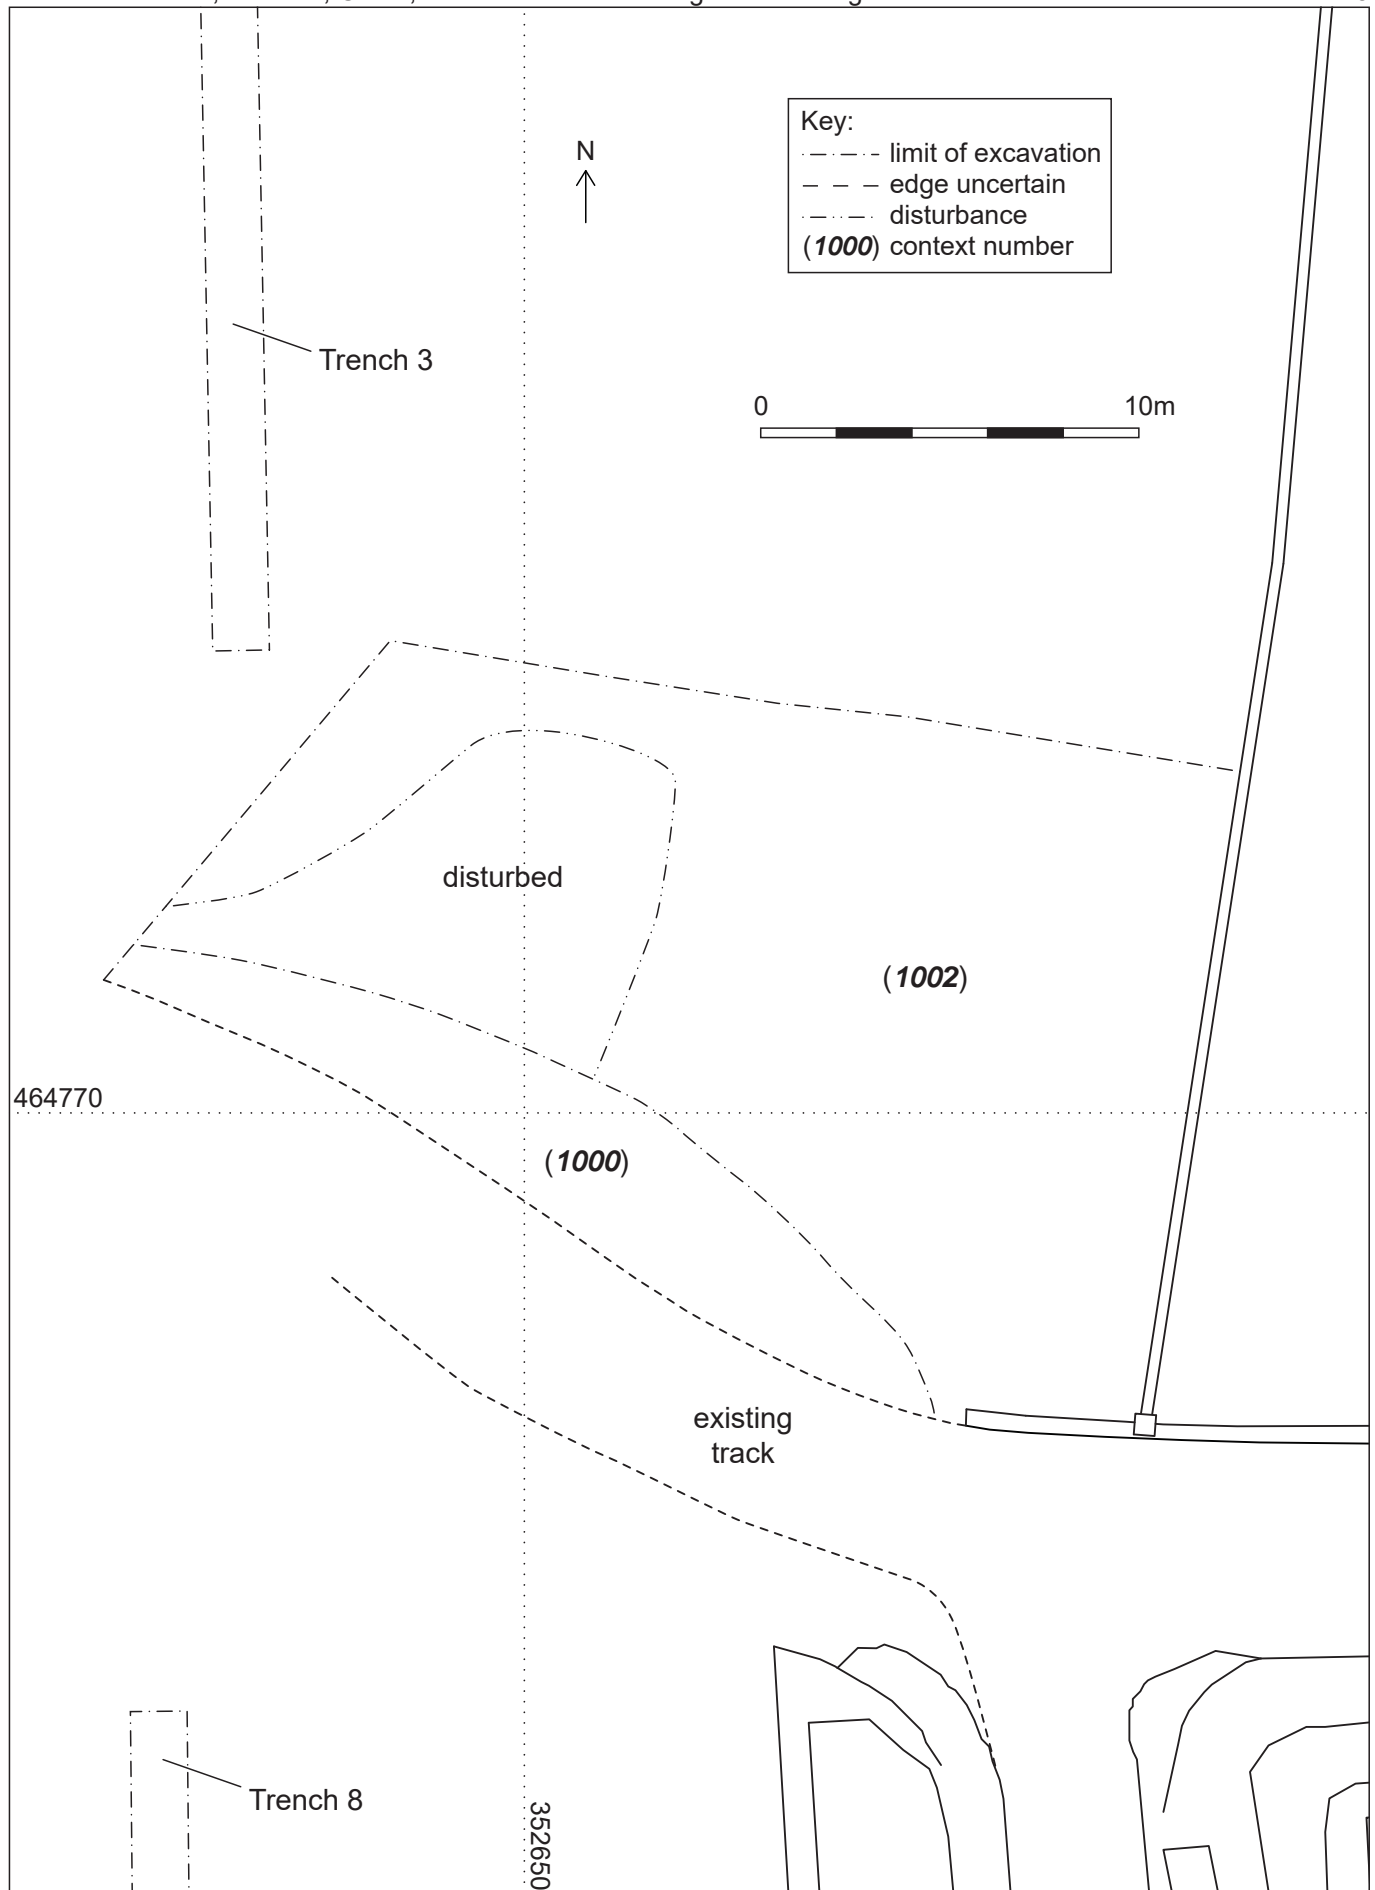 N
Key:
limit of excavation
edge uncertain
disturbance
(1000) context number
Trench 3
0 10m
disturbed
(1002)
464770
(1000)
existing
track
Trench 8
352650